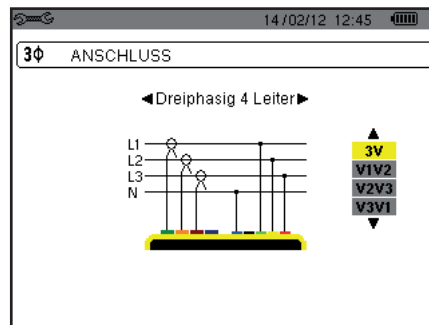 14/02/12 12:45
3Φ ANSCHLUSS
◄Dreiphasig 4 Leiter►
L1
L2
L3
N
3V
V1V2
V2V3
V3V1